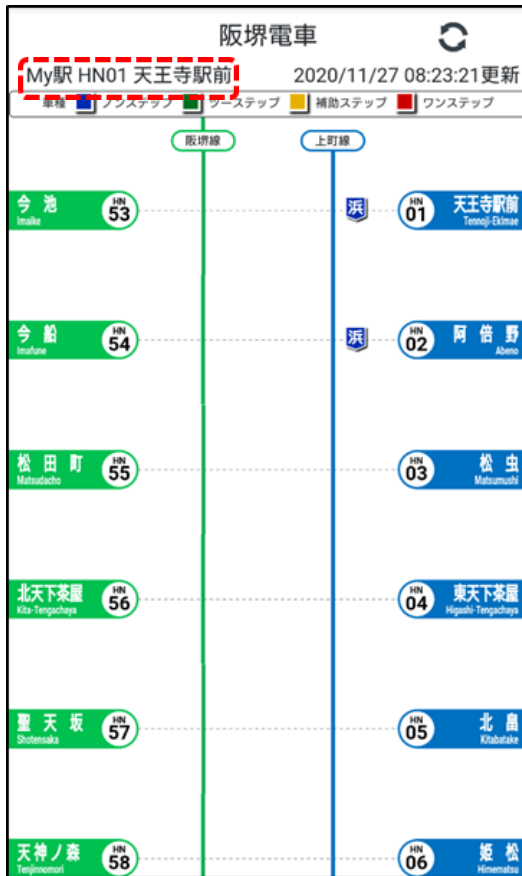 阪堺電車
My駅 HN01 天王寺駅前 2020/11/27 08:23:21更新
車種 ノンステップ ツーステップ 補助ステップ ワンステップ
阪堺線 上町線
今池 Imaike HN 53 浜 HN 01 天王寺駅前 Tennoji-Ekimae
今船 Imafune HN 54 浜 HN 02 阿倍野 Abeno
松田町 Matsudacho HN 55 HN 03 松虫 Matsumushi
北天下茶屋 Kita-Tengachaya HN 56 HN 04 東天下茶屋 Higashi-Tengachaya
聖天坂 Shotensaka HN 57 HN 05 北畠 Kitabatake
天神ノ森 Tenjinnomori HN 58 HN 06 姫松 Himematsu